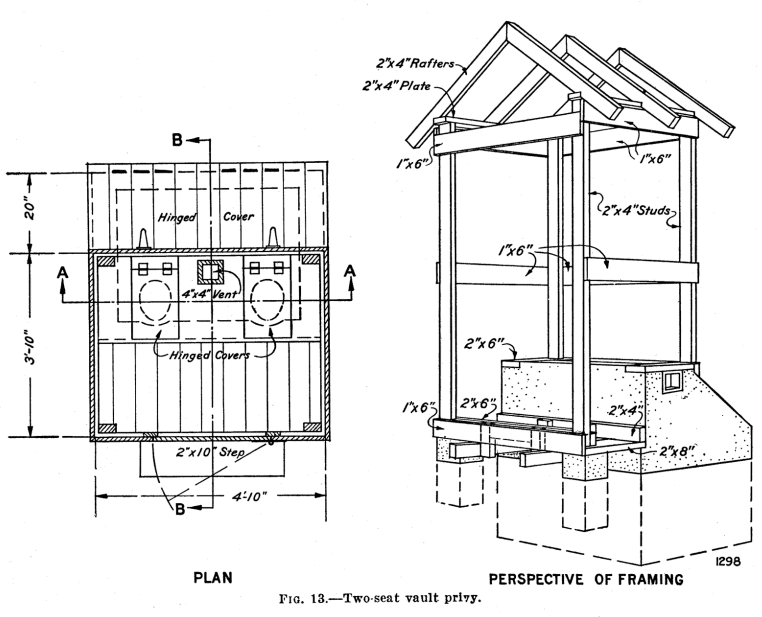 B
20"
Hinged Cover
A
A
4"x4" Vent
3'-10"
Hinged Covers
2"x10" Step
B
4'-10"
PLAN
2"x4" Rafters
2"x4" Plate
1"x6"
1"x6"
2"x4" Studs
1"x6"
2"x6"
1"x6"
2"x6"
2"x4"
2"x8"
1298
PERSPECTIVE OF FRAMING
FIG. 13.—Two-seat vault privy.